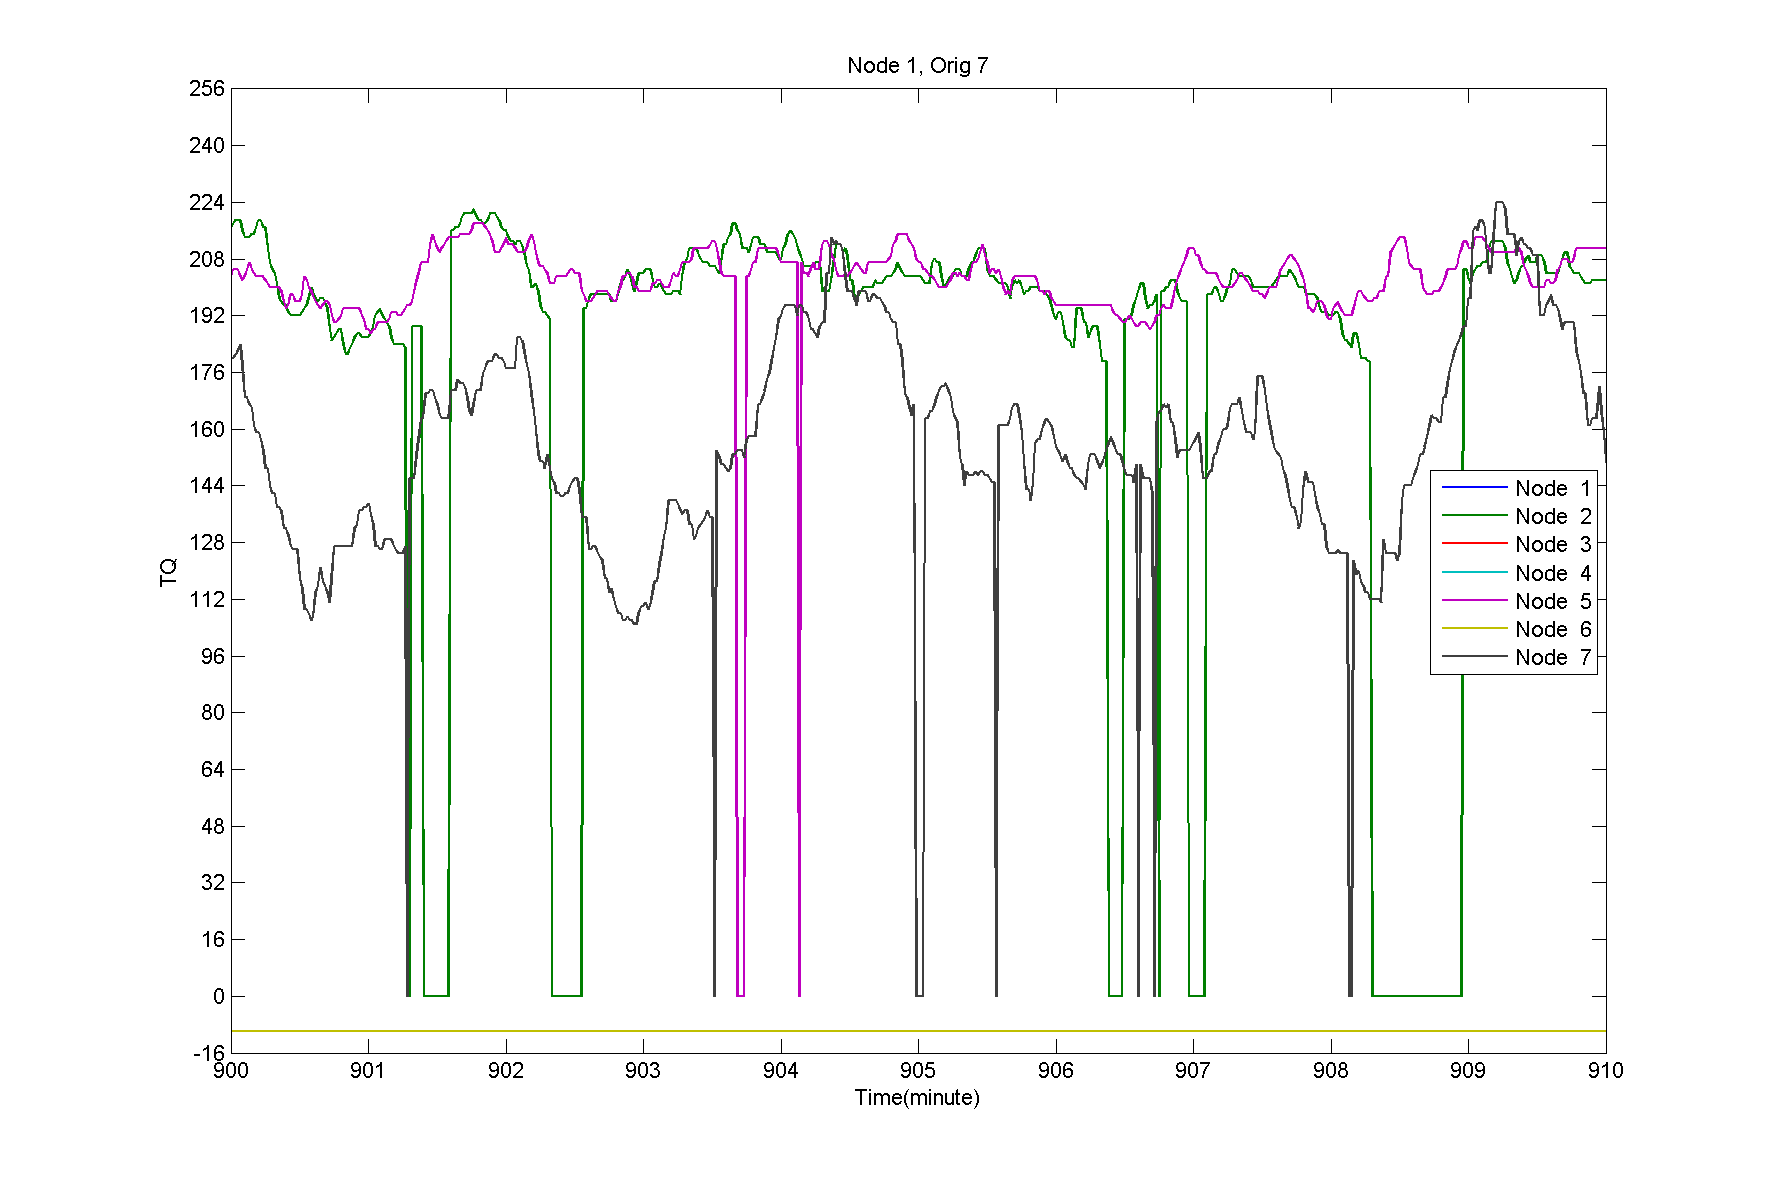 Node 1, Orig 7
256
240
224
208
192
176
160
144
128
112
96
80
64
48
32
16
0
-16
TQ
900 901 902 903 904 905 906 907 908 909 910
Time(minute)
Node 1
Node 2
Node 3
Node 4
Node 5
Node 6
Node 7